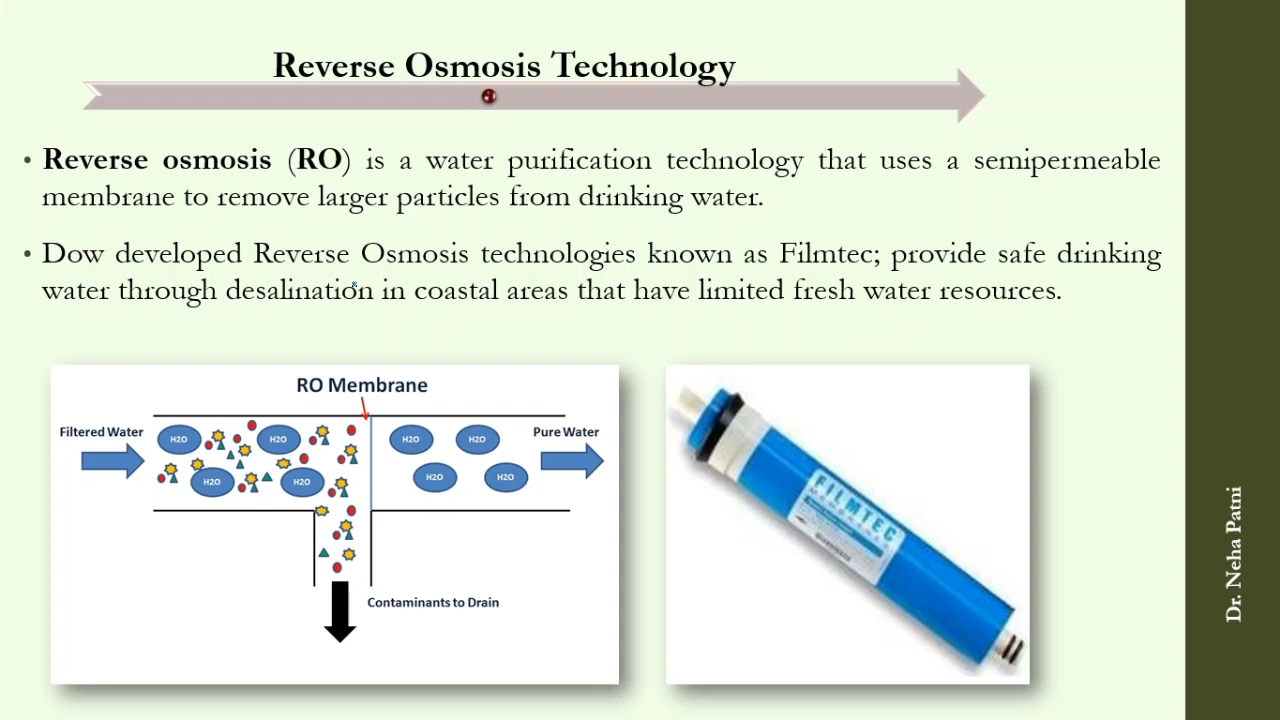 Reverse Osmosis Technology
• Reverse osmosis (RO) is a water purification technology that uses a semipermeable
membrane to remove larger particles from drinking water.
• Dow developed Reverse Osmosis technologies known as Filmtec; provide safe drinking
water through desalination in coastal areas that have limited fresh water resources.
RO Membrane
Filtered Water
Pure Water
H2O
H2O
H2O
H2O
H2O
H2O
H2O
H2O
Contaminants to Drain
FILMTEC
MEMBRANES
Dr. Neha Patni